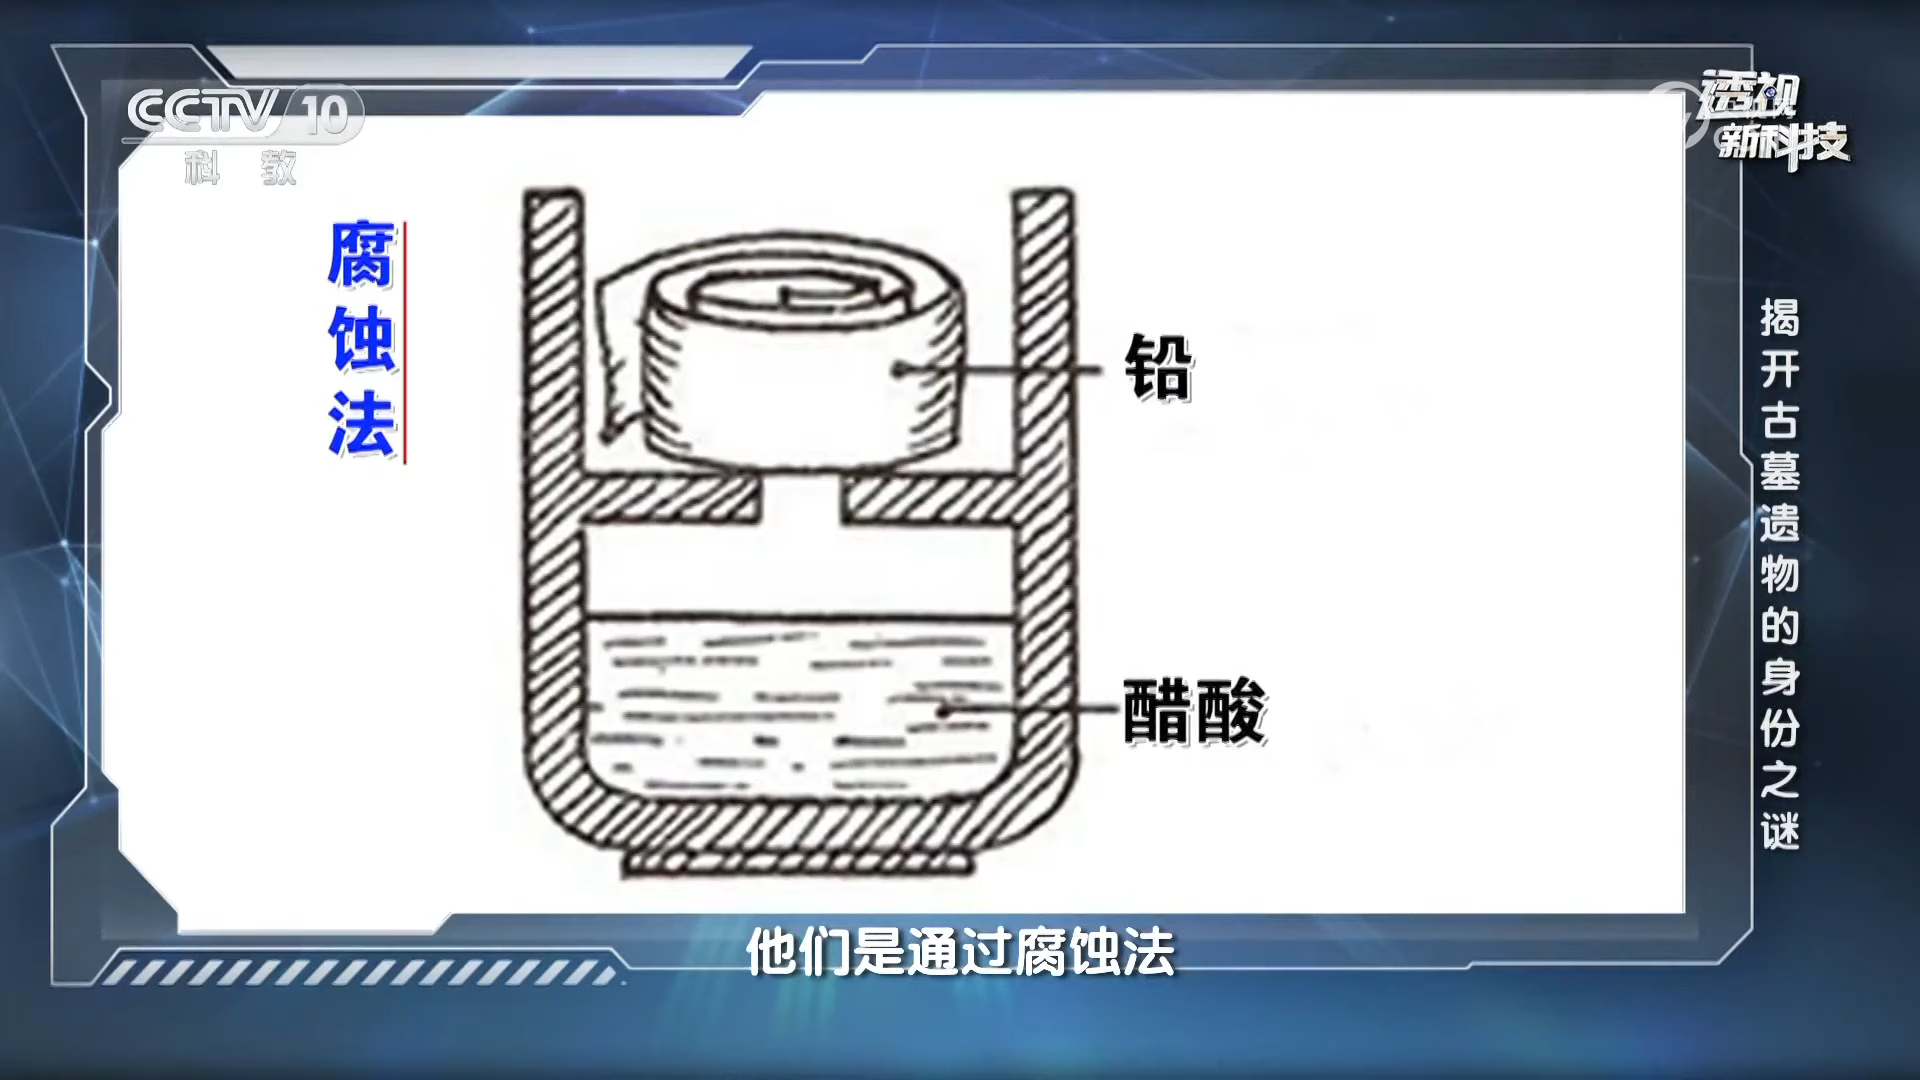 CCTV 10
科教
透视
新科技
腐蚀法
铅
醋酸
揭开古墓遗物的身份之谜
他们是通过腐蚀法